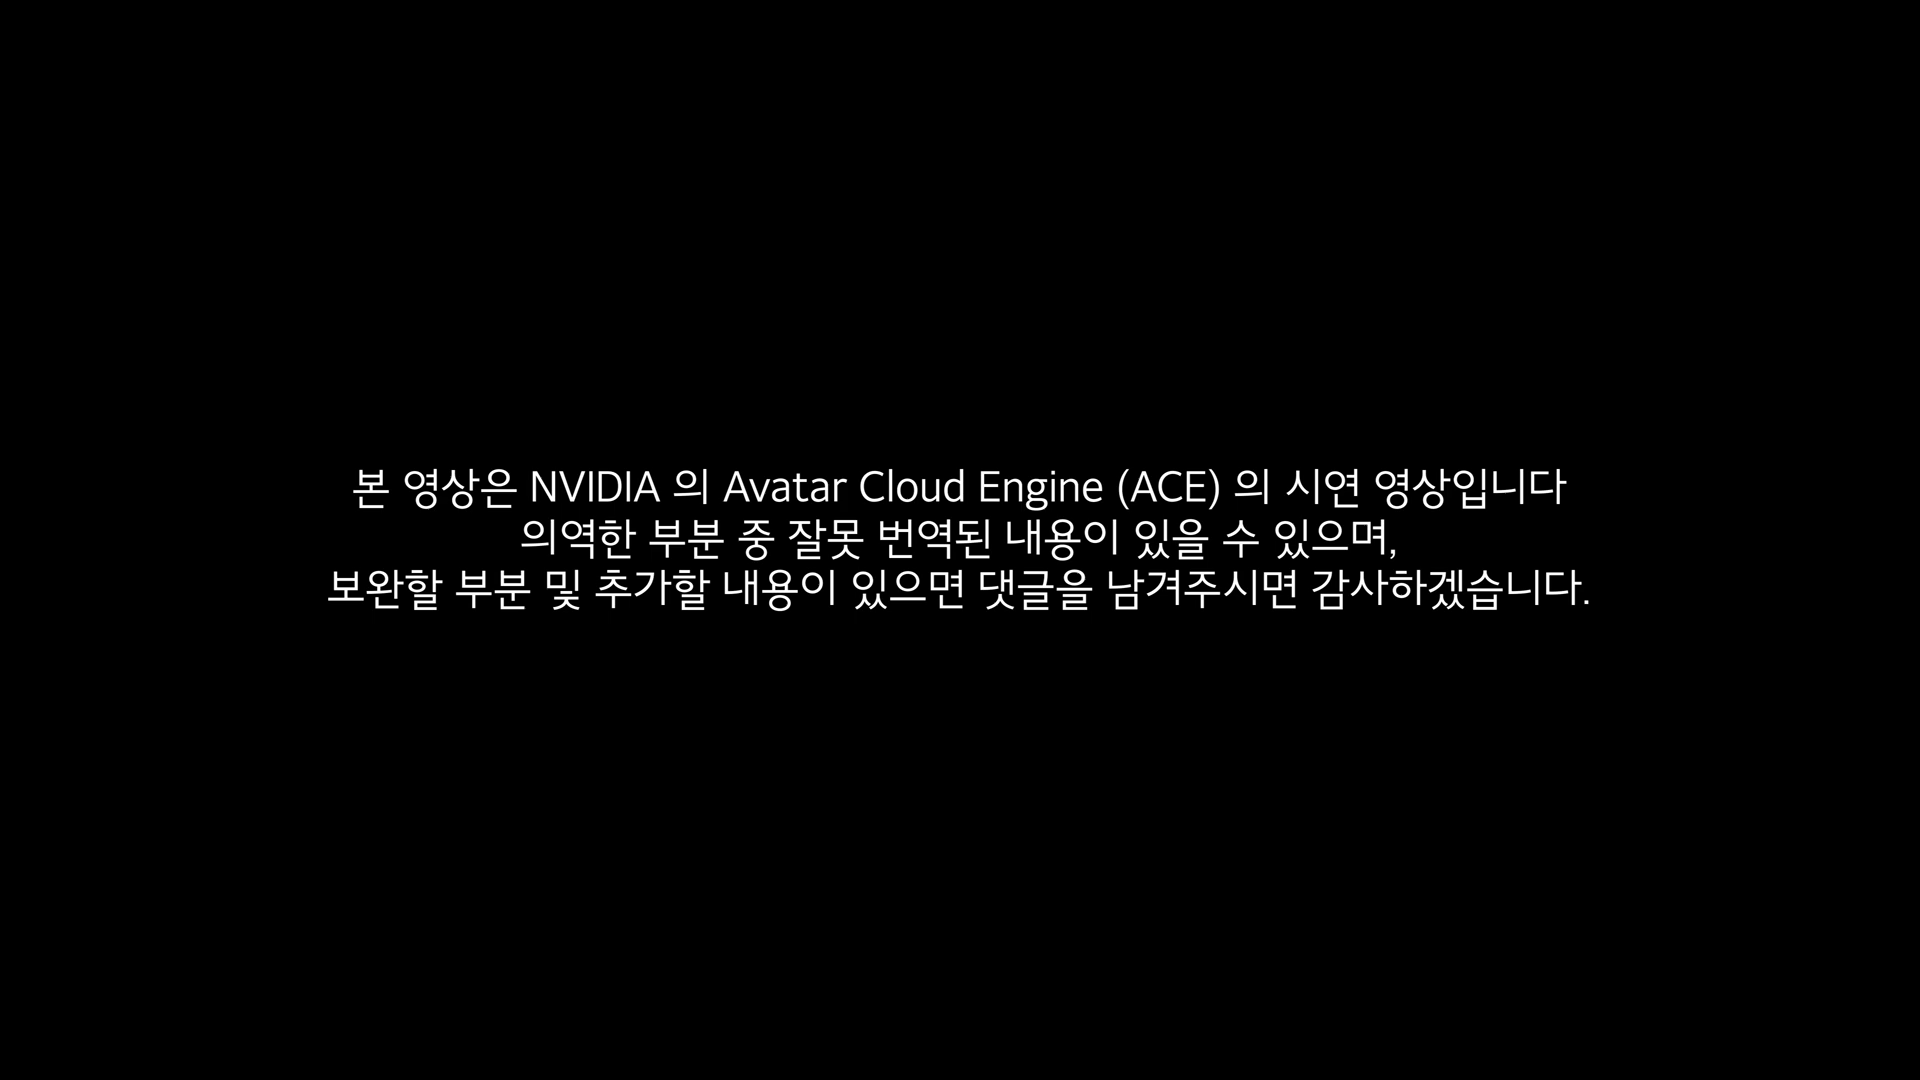 본 영상은 NVIDIA 의 Avatar Cloud Engine (ACE) 의 시연 영상입니다
의역한 부분 중 잘못 번역된 내용이 있을 수 있으며,
보완할 부분 및 추가할 내용이 있으면 댓글을 남겨주시면 감사하겠습니다.